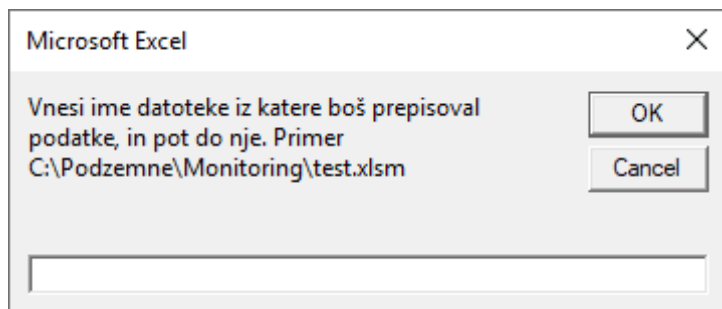 Microsoft Excel
Vnesi ime datoteke iz katere boš prepisoval
podatke, in pot do nje. Primer
C:\Podzemne\Monitoring\test.xlsm
OK
Cancel